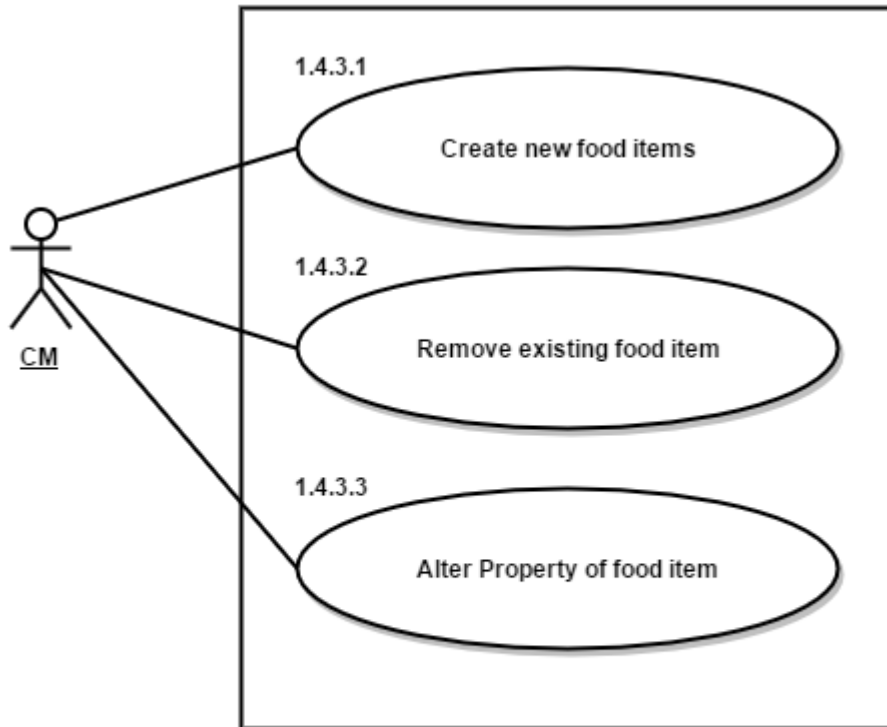 1.4.3.1
Create new food items
1.4.3.2
CM
Remove existing food item
1.4.3.3
Alter Property of food item